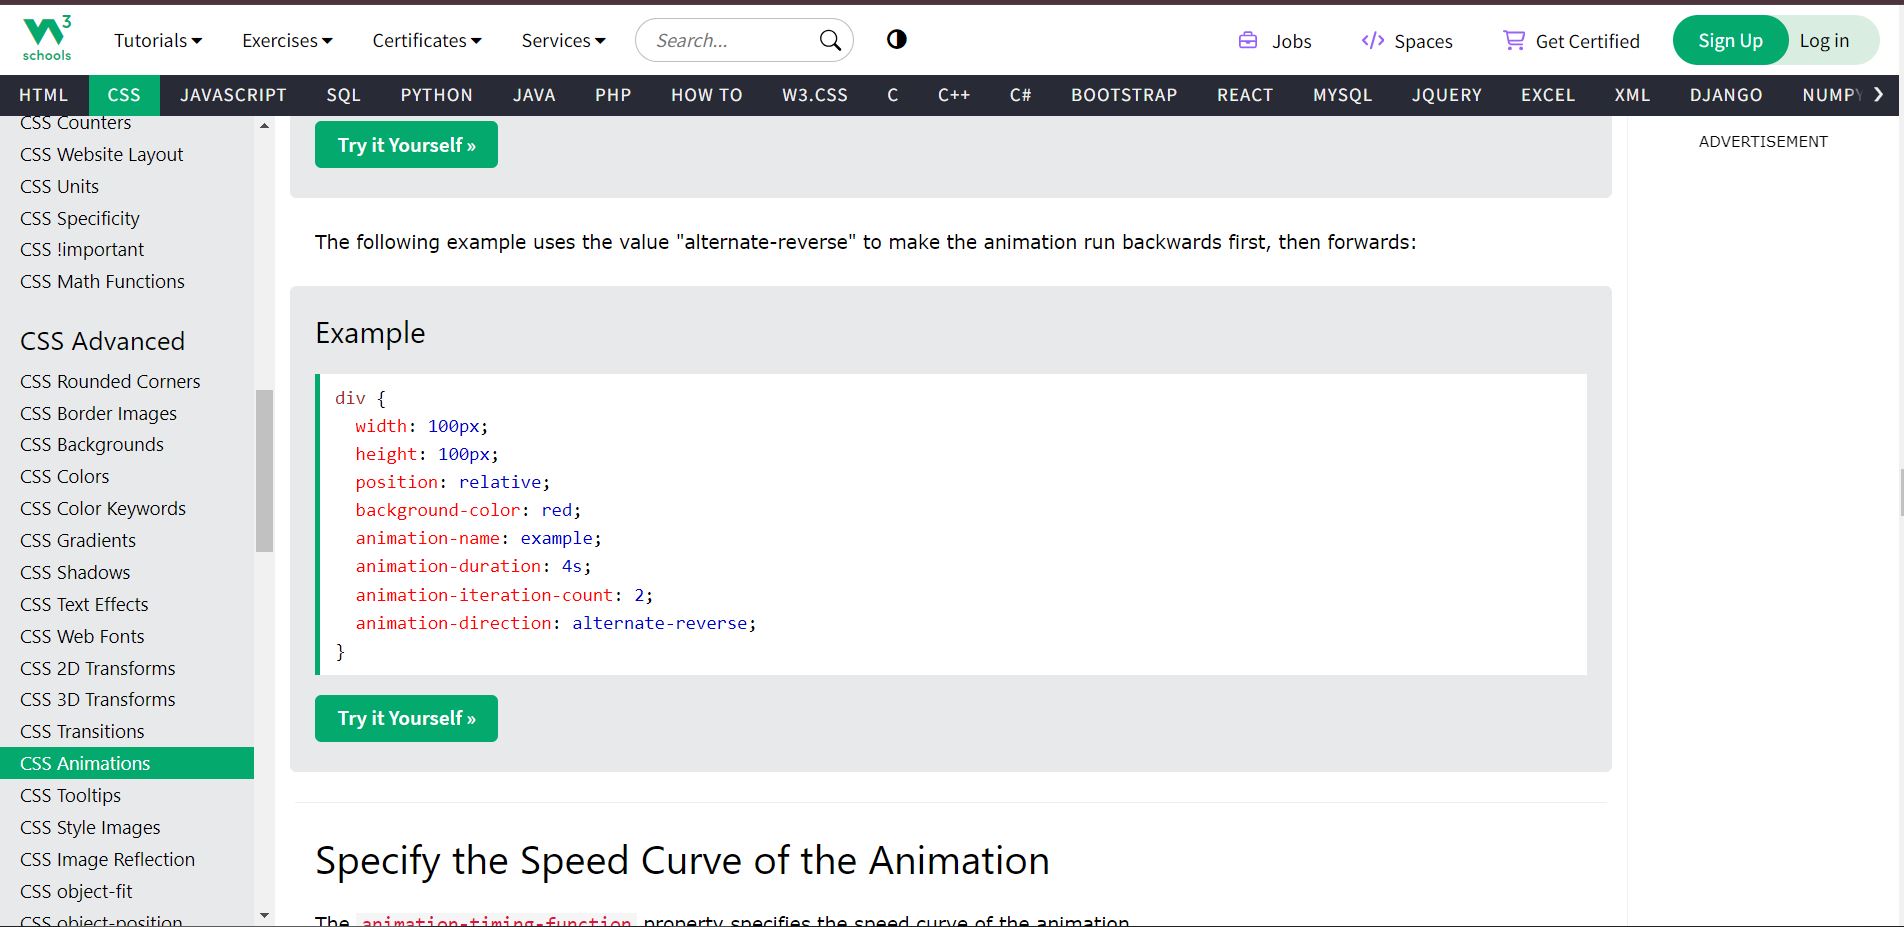 3
schools
Tutorials
Exercises
Certificates
Services
Search...
Jobs
Spaces
Get Certified
Sign Up
Log in
HTML
CSS
JAVASCRIPT
SQL
PYTHON
JAVA
PHP
HOW TO
W3.CSS
C
C++
C#
BOOTSTRAP
REACT
MYSQL
JQUERY
EXCEL
XML
DJANGO
NUMPY
CSS Counters
CSS Website Layout
CSS Units
CSS Specificity
CSS !important
CSS Math Functions
CSS Advanced
CSS Rounded Corners
CSS Border Images
CSS Backgrounds
CSS Colors
CSS Color Keywords
CSS Gradients
CSS Shadows
CSS Text Effects
CSS Web Fonts
CSS 2D Transforms
CSS 3D Transforms
CSS Transitions
CSS Animations
CSS Tooltips
CSS Style Images
CSS Image Reflection
CSS object-fit
CSS object-position
Try it Yourself »
The following example uses the value "alternate-reverse" to make the animation run backwards first, then forwards:
Example
div {
  width: 100px;
  height: 100px;
  position: relative;
  background-color: red;
  animation-name: example;
  animation-duration: 4s;
  animation-iteration-count: 2;
  animation-direction: alternate-reverse;
}
Try it Yourself »
Specify the Speed Curve of the Animation
The animation-timing-function property specifies the speed curve of the animation
ADVERTISEMENT